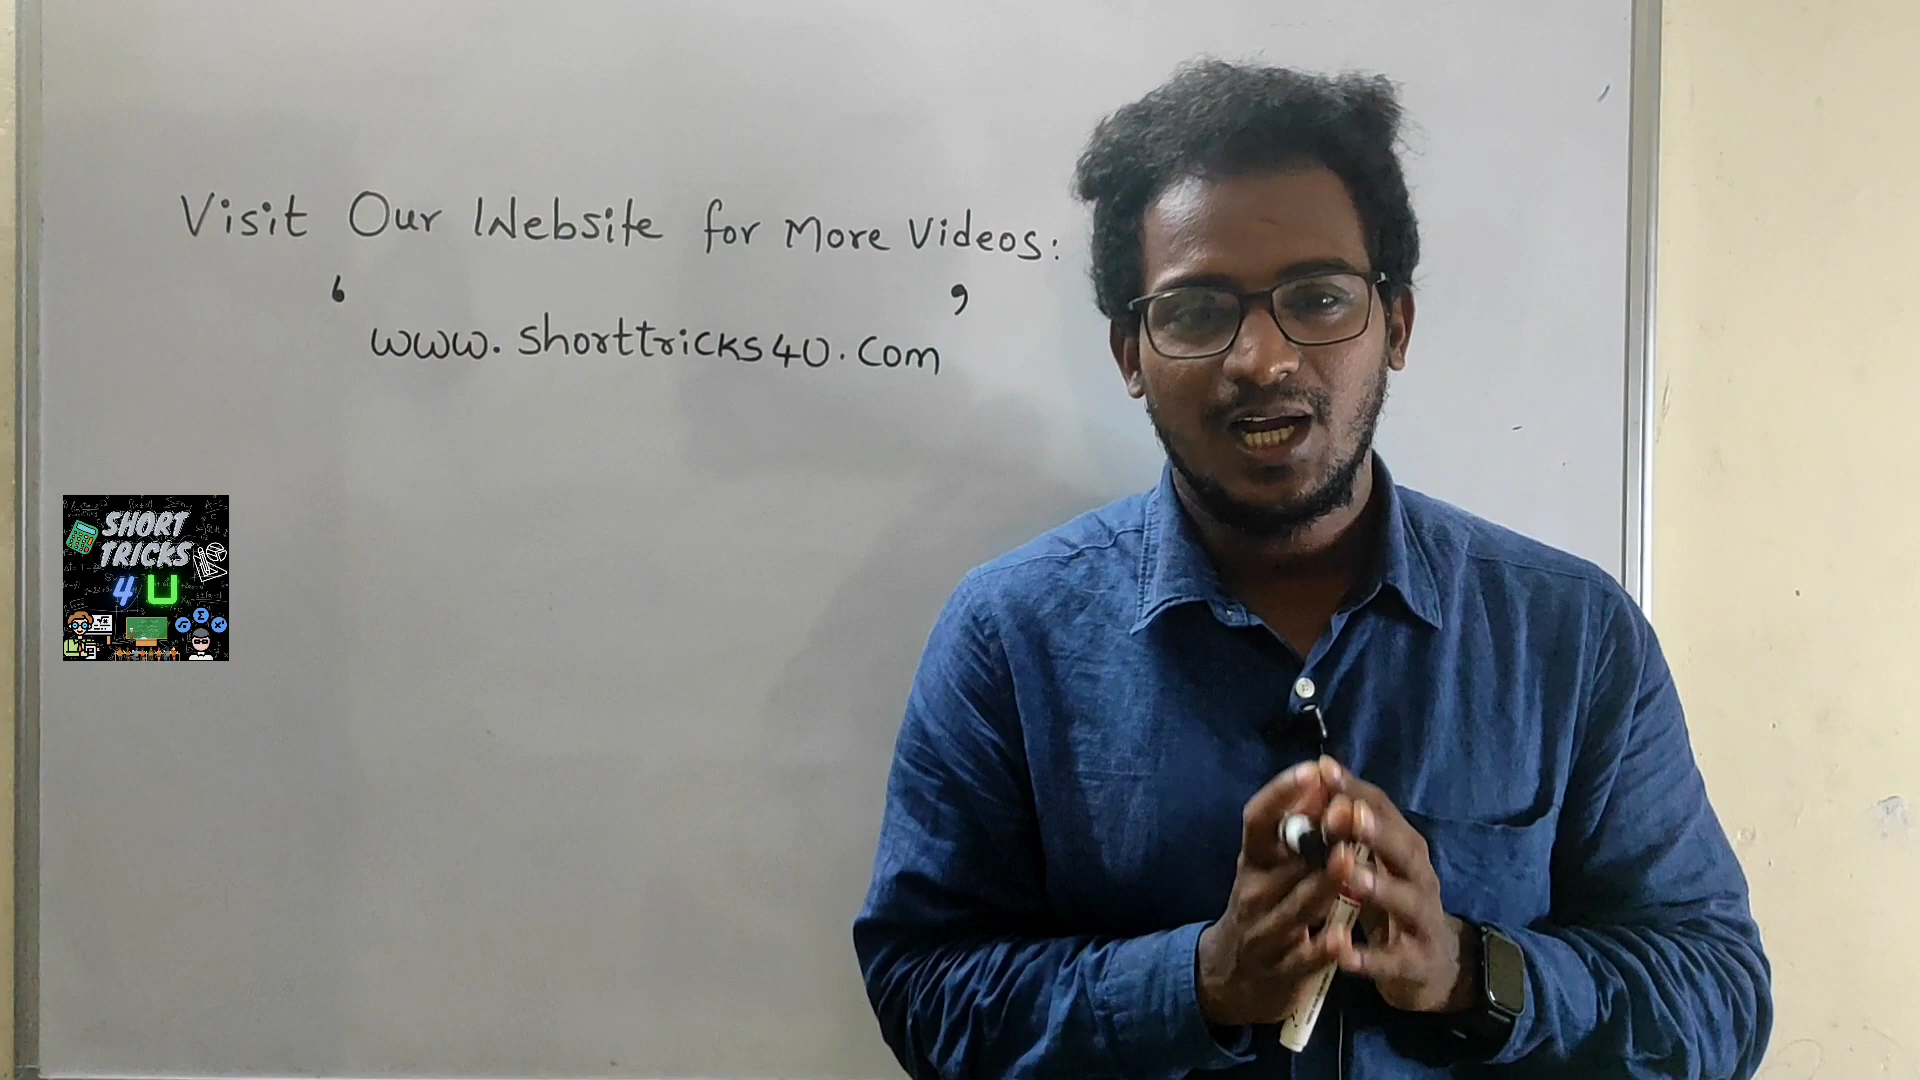 Visit Our Website for More Videos:
‘ www.shorttricks4U.com ’
SHORT
TRICKS
4 U